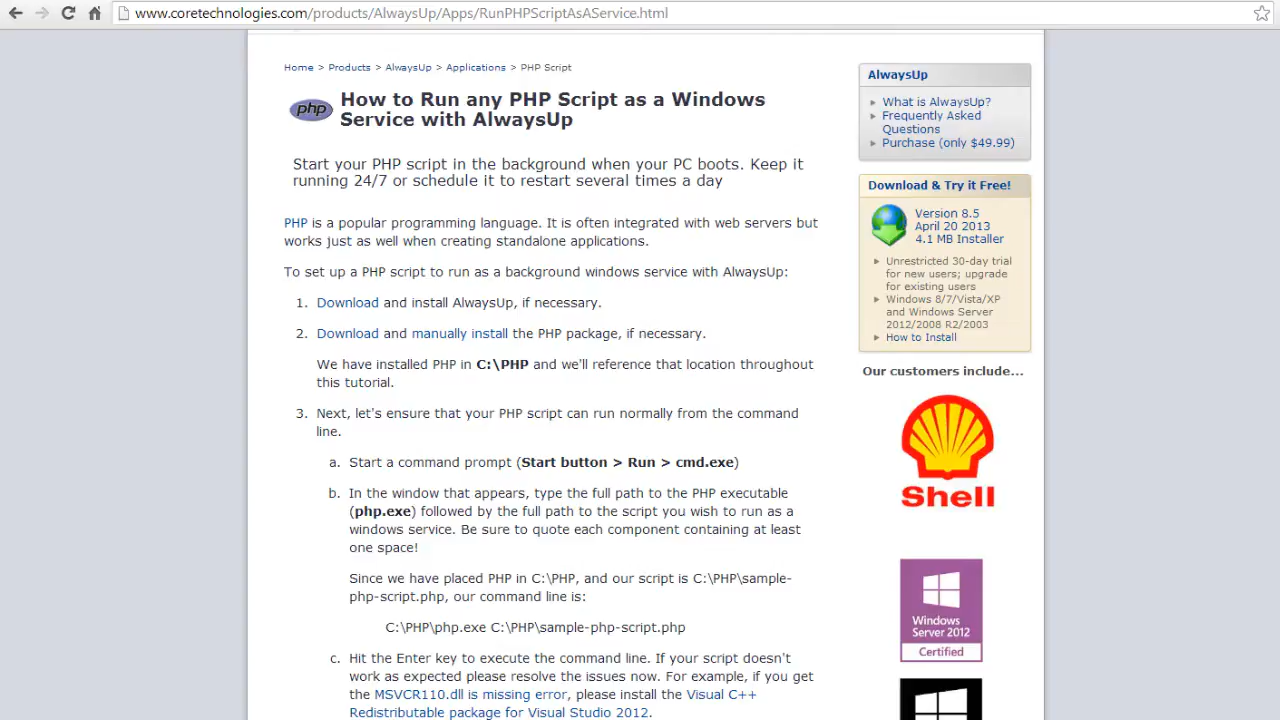 www.coretechnologies.com/products/AlwaysUp/Apps/RunPHPScriptAsAService.html
Home > Products > AlwaysUp > Applications > PHP Script
php
How to Run any PHP Script as a Windows
Service with AlwaysUp
Start your PHP script in the background when your PC boots. Keep it
running 24/7 or schedule it to restart several times a day
PHP is a popular programming language. It is often integrated with web servers but
works just as well when creating standalone applications.
To set up a PHP script to run as a background windows service with AlwaysUp:
1. Download and install AlwaysUp, if necessary.
2. Download and manually install the PHP package, if necessary.
We have installed PHP in C:\PHP and we'll reference that location throughout
this tutorial.
3. Next, let's ensure that your PHP script can run normally from the command
line.
a. Start a command prompt (Start button > Run > cmd.exe)
b. In the window that appears, type the full path to the PHP executable
(php.exe) followed by the full path to the script you wish to run as a
windows service. Be sure to quote each component containing at least
one space!
Since we have placed PHP in C:\PHP, and our script is C:\PHP\sample-
php-script.php, our command line is:
C:\PHP\php.exe C:\PHP\sample-php-script.php
c. Hit the Enter key to execute the command line. If your script doesn't
work as expected please resolve the issues now. For example, if you get
the MSVCR110.dll is missing error, please install the Visual C++
Redistributable package for Visual Studio 2012.
AlwaysUp
What is AlwaysUp?
Frequently Asked
Questions
Purchase (only $49.99)
Download & Try it Free!
Version 8.5
April 20 2013
4.1 MB Installer
Unrestricted 30-day trial
for new users; upgrade
for existing users
Windows 8/7/Vista/XP
and Windows Server
2012/2008 R2/2003
How to Install
Our customers include...
Shell
Windows
Server 2012
Certified